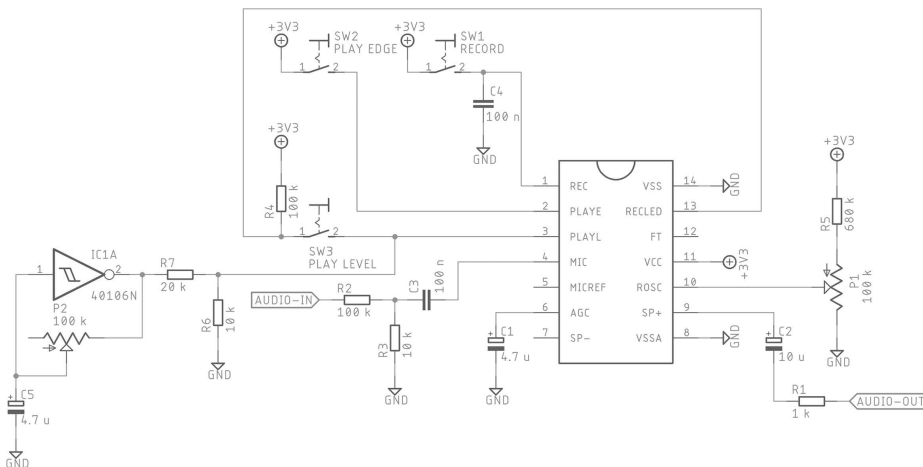 +3V3
SW2
PLAY EDGE
1 2
+3V3
SW1
RECORD
1 2
C4
100 n
GND
+3V3
R4
100 k
1 2
SW3
PLAY LEVEL
1 REC
2 PLAYE
3 PLAYL
4 MIC
5 MICREF
6 AGC
7 SP-
VSS 14
RECLED 13
FT 12
VCC 11
ROSC 10
SP+ 9
VSSA 8
GND
+3V3
GND
+3V3
R5
680 k
P1
100 k
GND
IC1A
1 2
40106N
P2
100 k
R7
20 k
R6
10 k
GND
C5
+
4.7 u
GND
AUDIO-IN
R2
100 k
C3
100 n
R3
10 k
GND
C1
+
4.7 u
GND
C2
+
10 u
R1
1 k
AUDIO-OUT